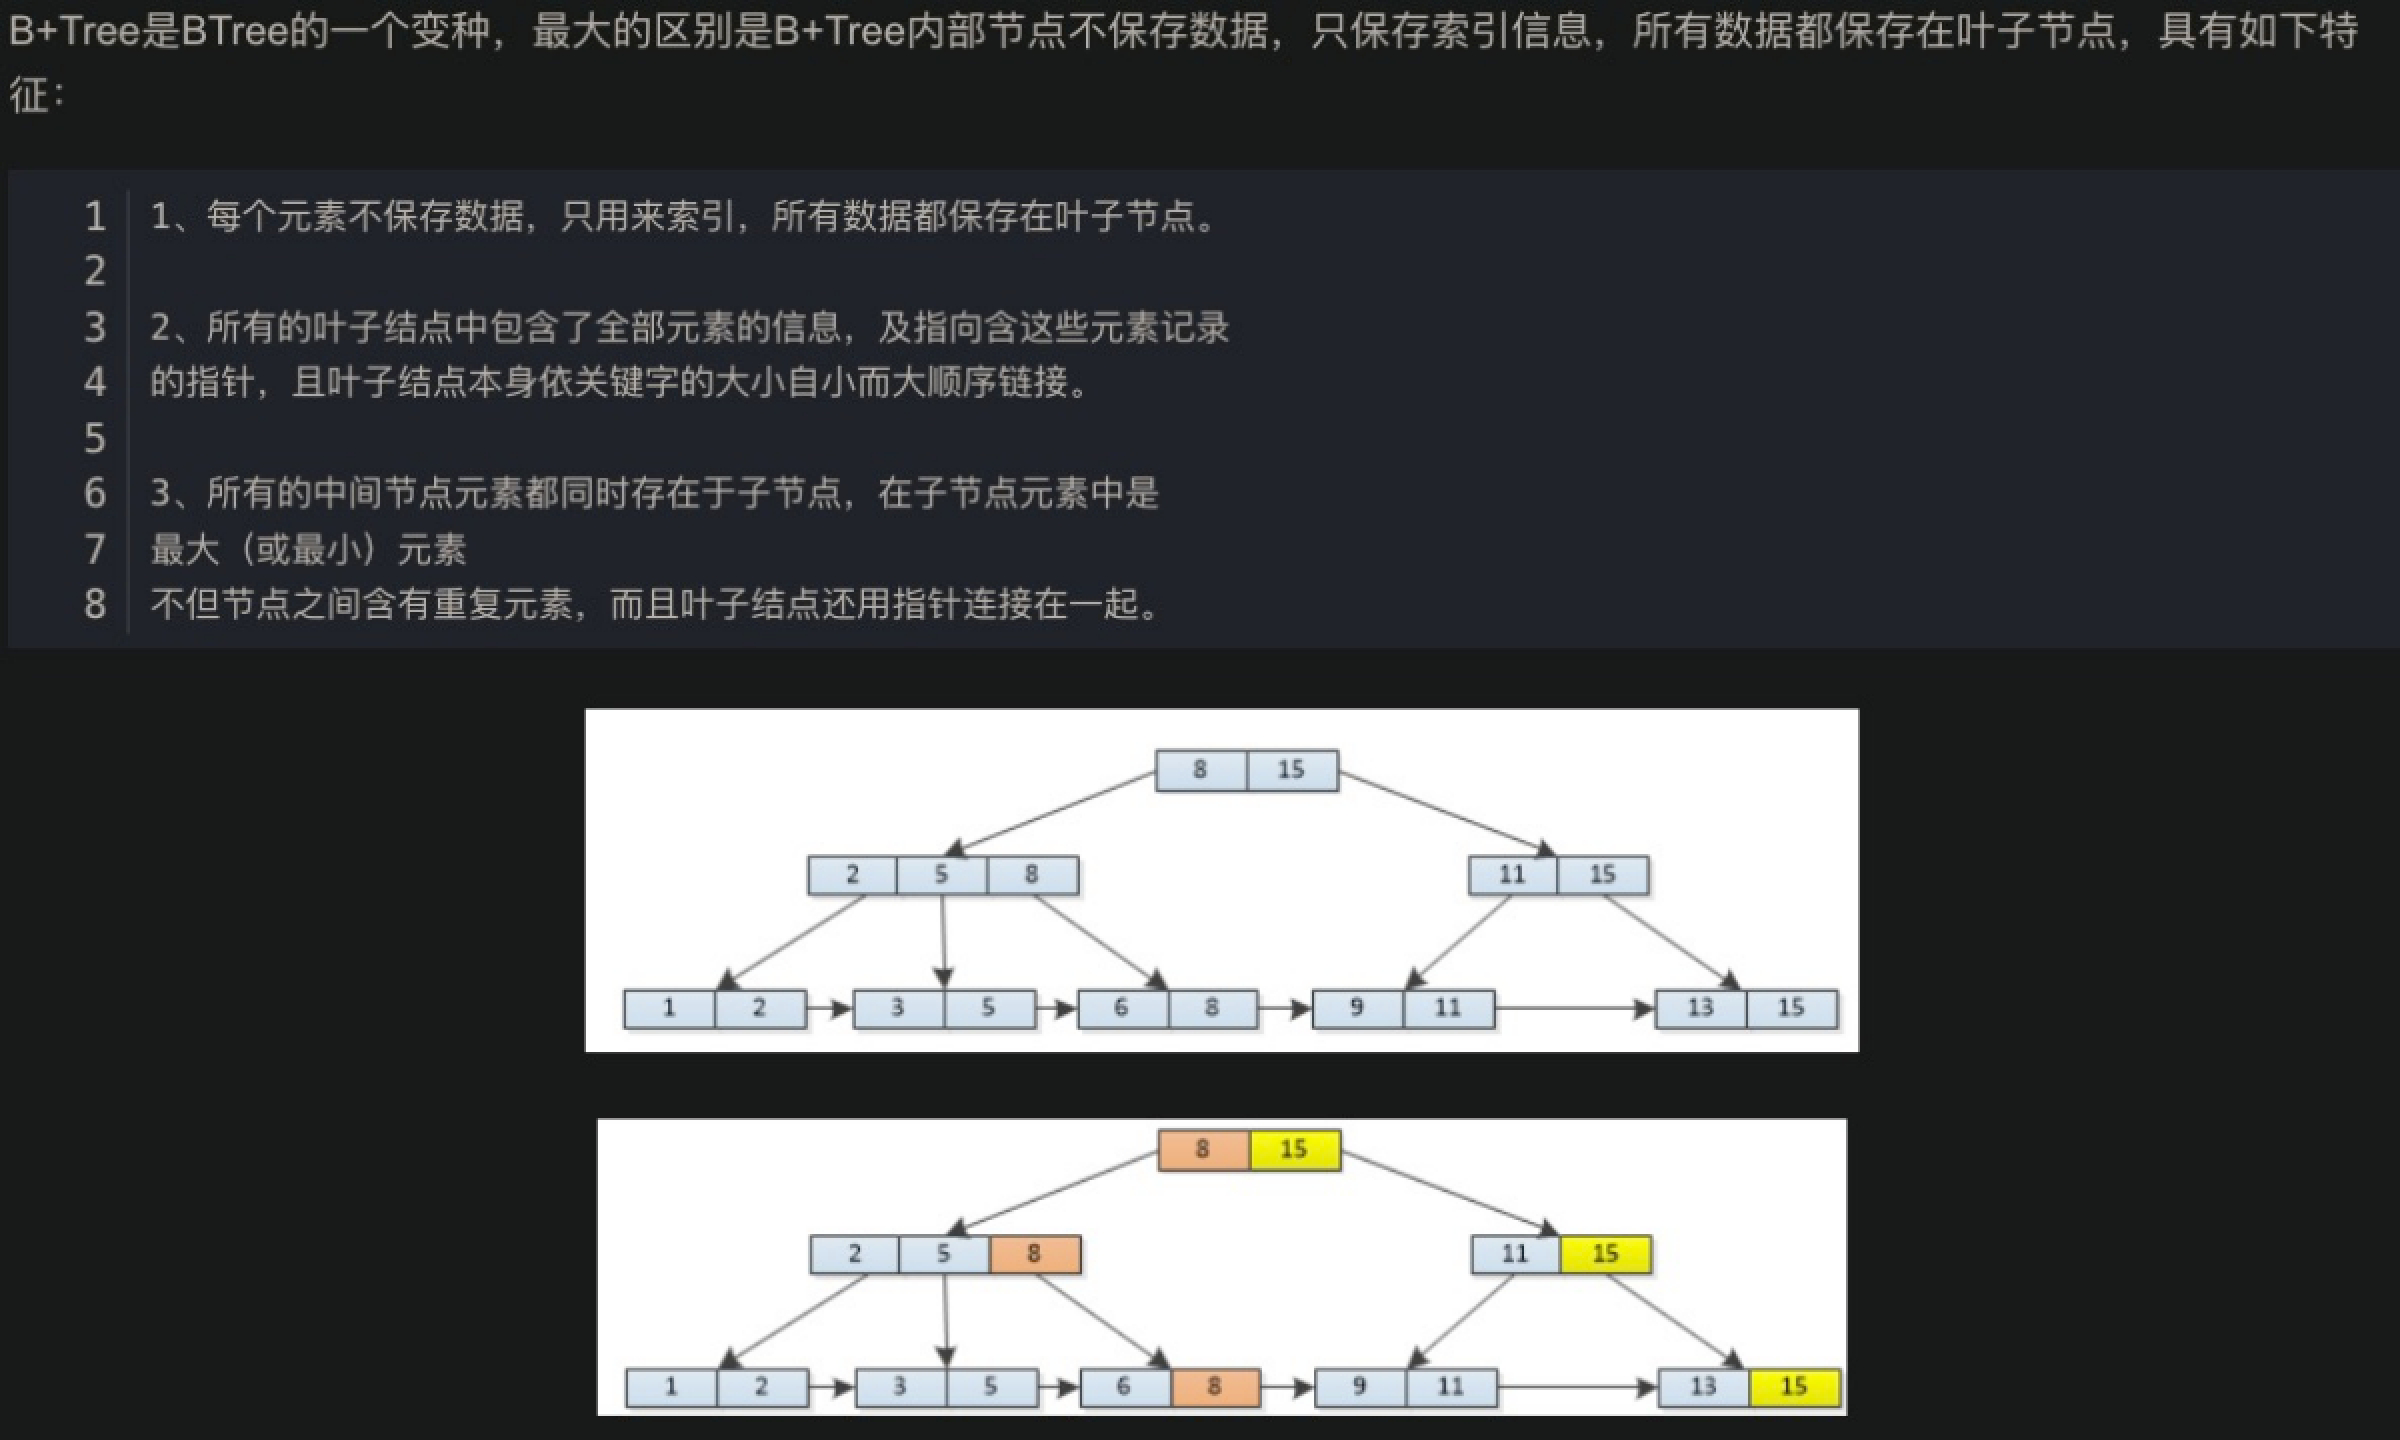 B+Tree是BTree的一个变种，最大的区别是B+Tree内部节点不保存数据，只保存索引信息，所有数据都保存在叶子节点，具有如下特
征：
1 1、每个元素不保存数据，只用来索引，所有数据都保存在叶子节点。
2
3 2、所有的叶子结点中包含了全部元素的信息，及指向含这些元素记录
4 的指针，且叶子结点本身依关键字的大小自小而大顺序链接。
5
6 3、所有的中间节点元素都同时存在于子节点，在子节点元素中是
7 最大（或最小）元素
8 不但节点之间含有重复元素，而且叶子结点还用指针连接在一起。
8 15
2 5 8 11 15
1 2 3 5 6 8 9 11 13 15
8 15
2 5 8 11 15
1 2 3 5 6 8 9 11 13 15